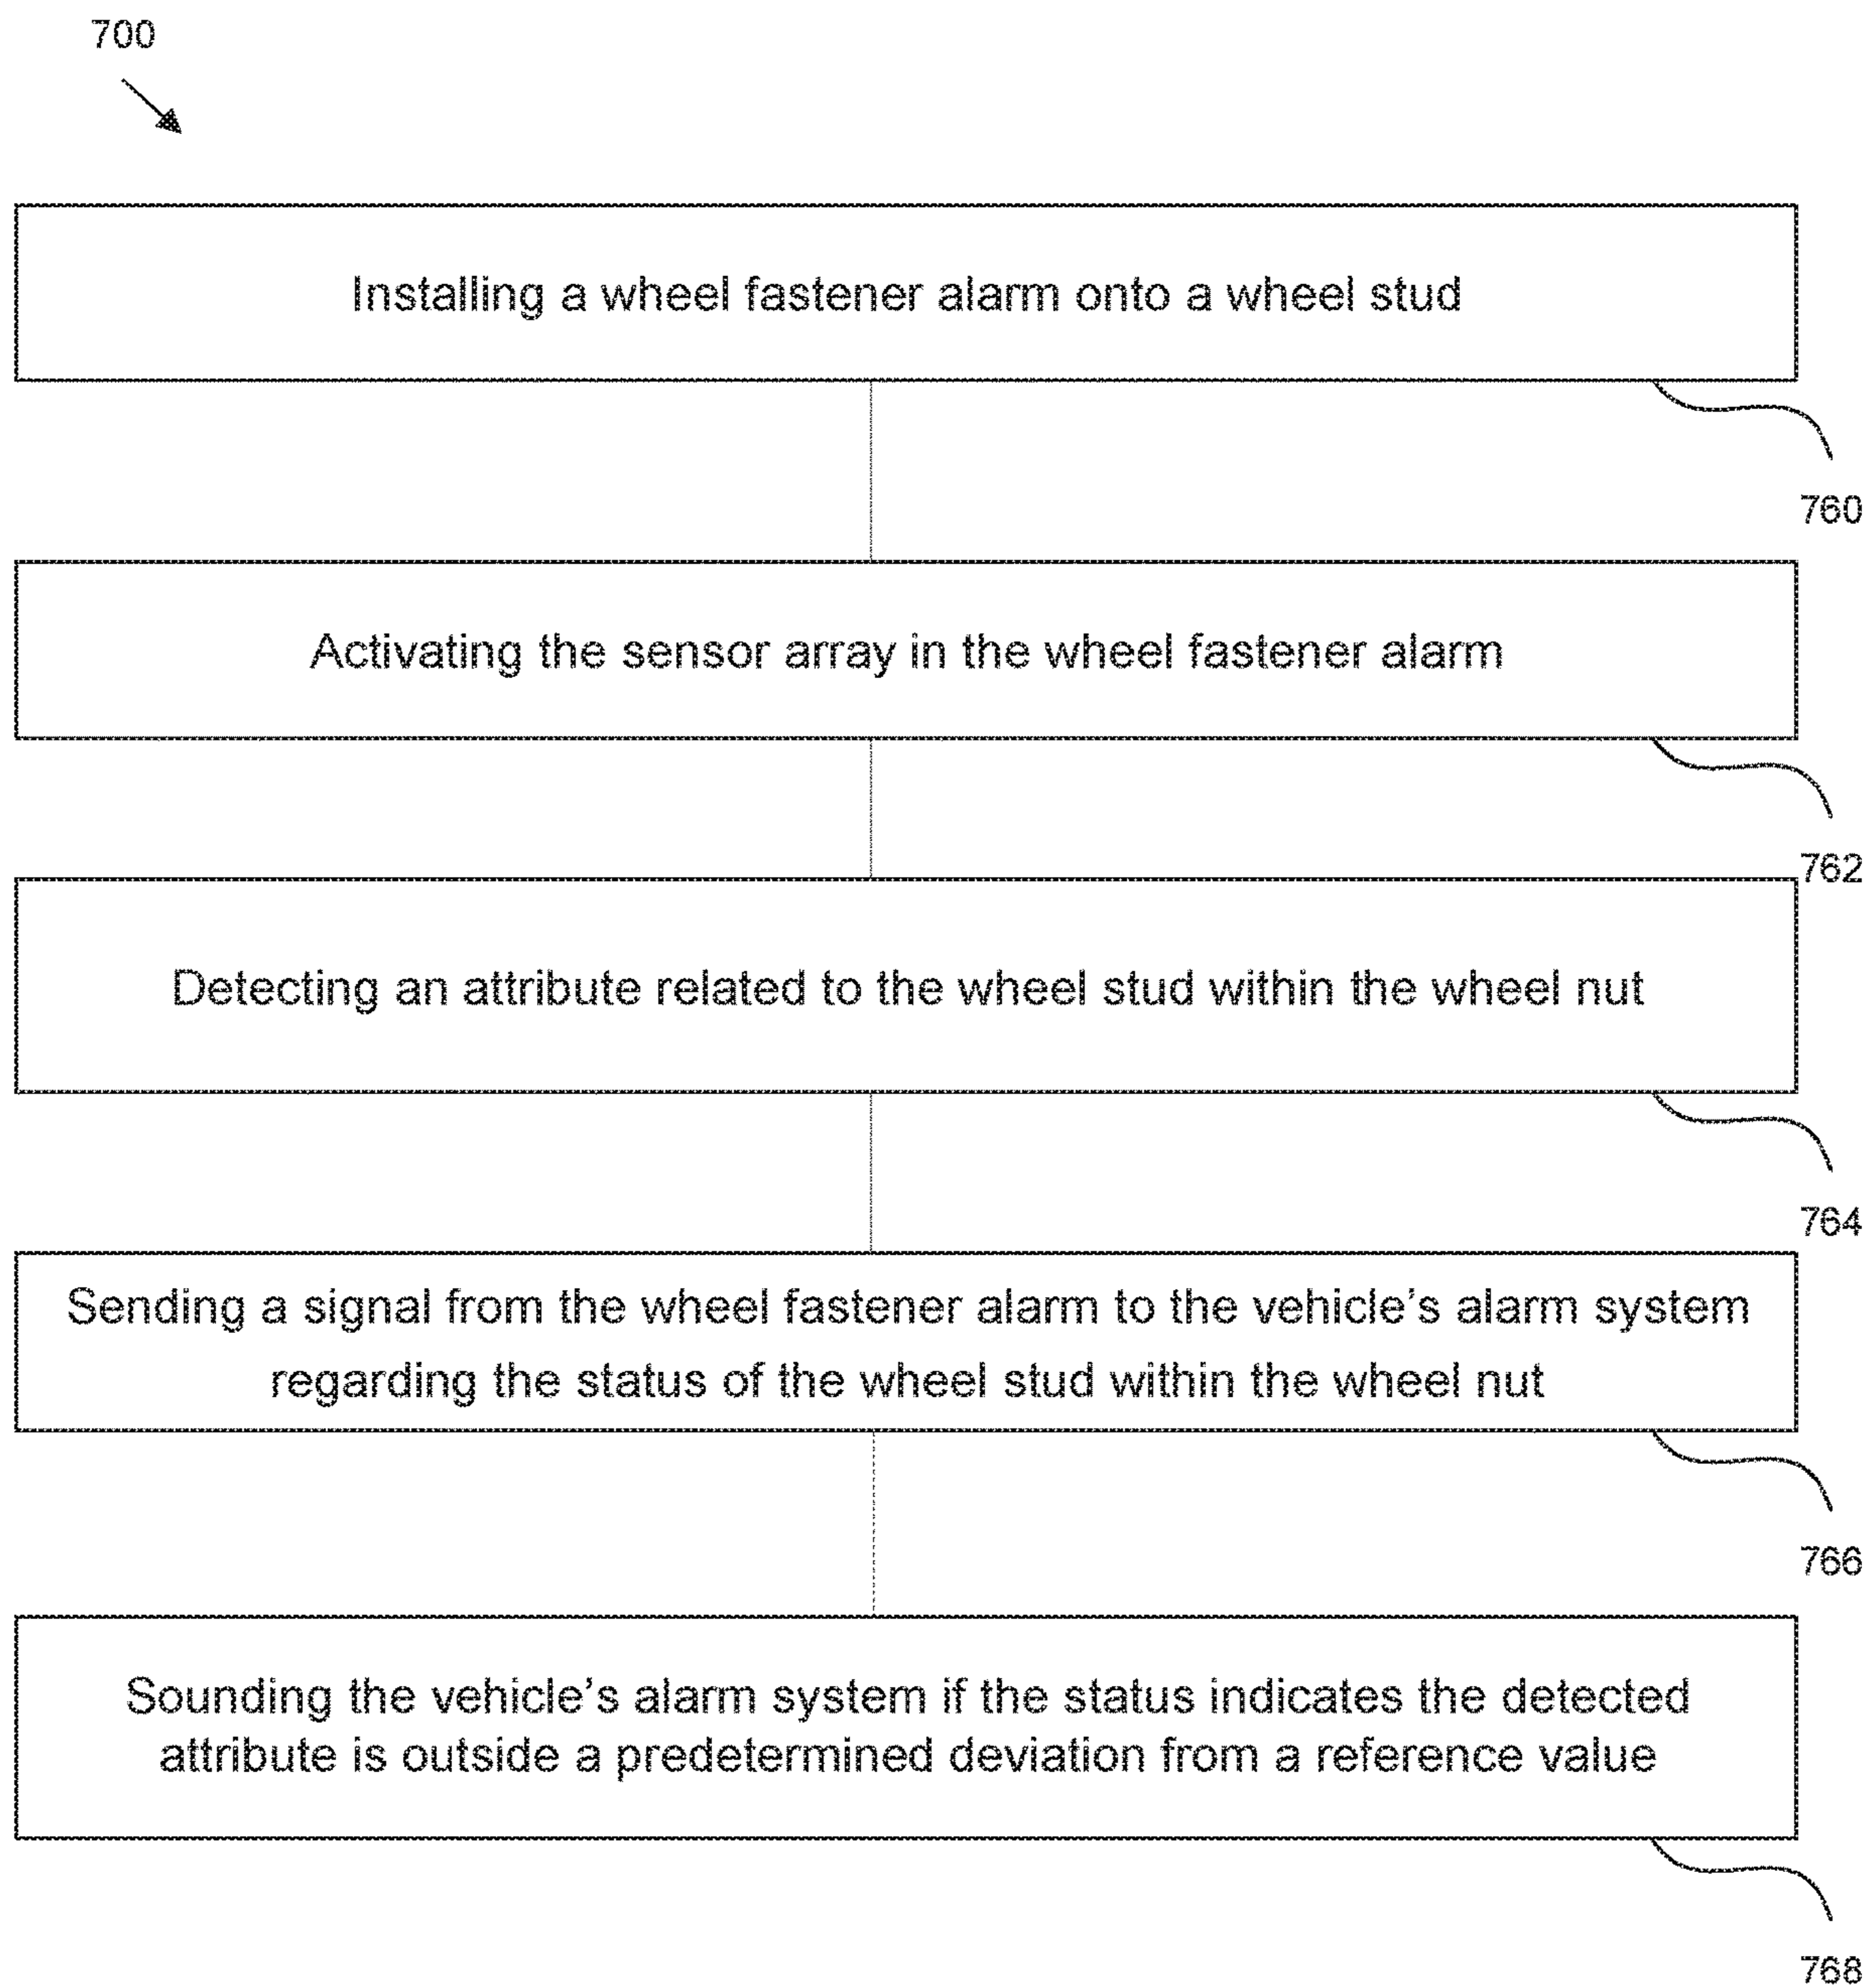 700
Installing a wheel fastener alarm onto a wheel stud
760
Activating the sensor array in the wheel fastener alarm
762
Detecting an attribute related to the wheel stud within the wheel nut
764
Sending a signal from the wheel fastener alarm to the vehicle's alarm system
regarding the status of the wheel stud within the wheel nut
766
Sounding the vehicle's alarm system if the status indicates the detected
attribute is outside a predetermined deviation from a reference value
768